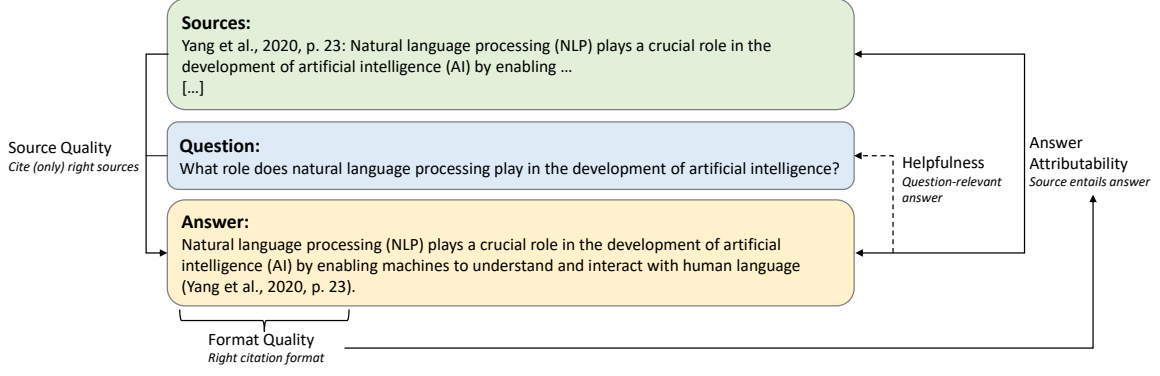 Sources:
Yang et al., 2020, p. 23: Natural language processing (NLP) plays a crucial role in the
development of artificial intelligence (AI) by enabling …
[…]
Source Quality
Cite (only) right sources
Question:
What role does natural language processing play in the development of artificial intelligence?
Helpfulness
Question-relevant
answer
Answer
Attributability
Source entails answer
Answer:
Natural language processing (NLP) plays a crucial role in the development of artificial
intelligence (AI) by enabling machines to understand and interact with human language
(Yang et al., 2020, p. 23).
Format Quality
Right citation format